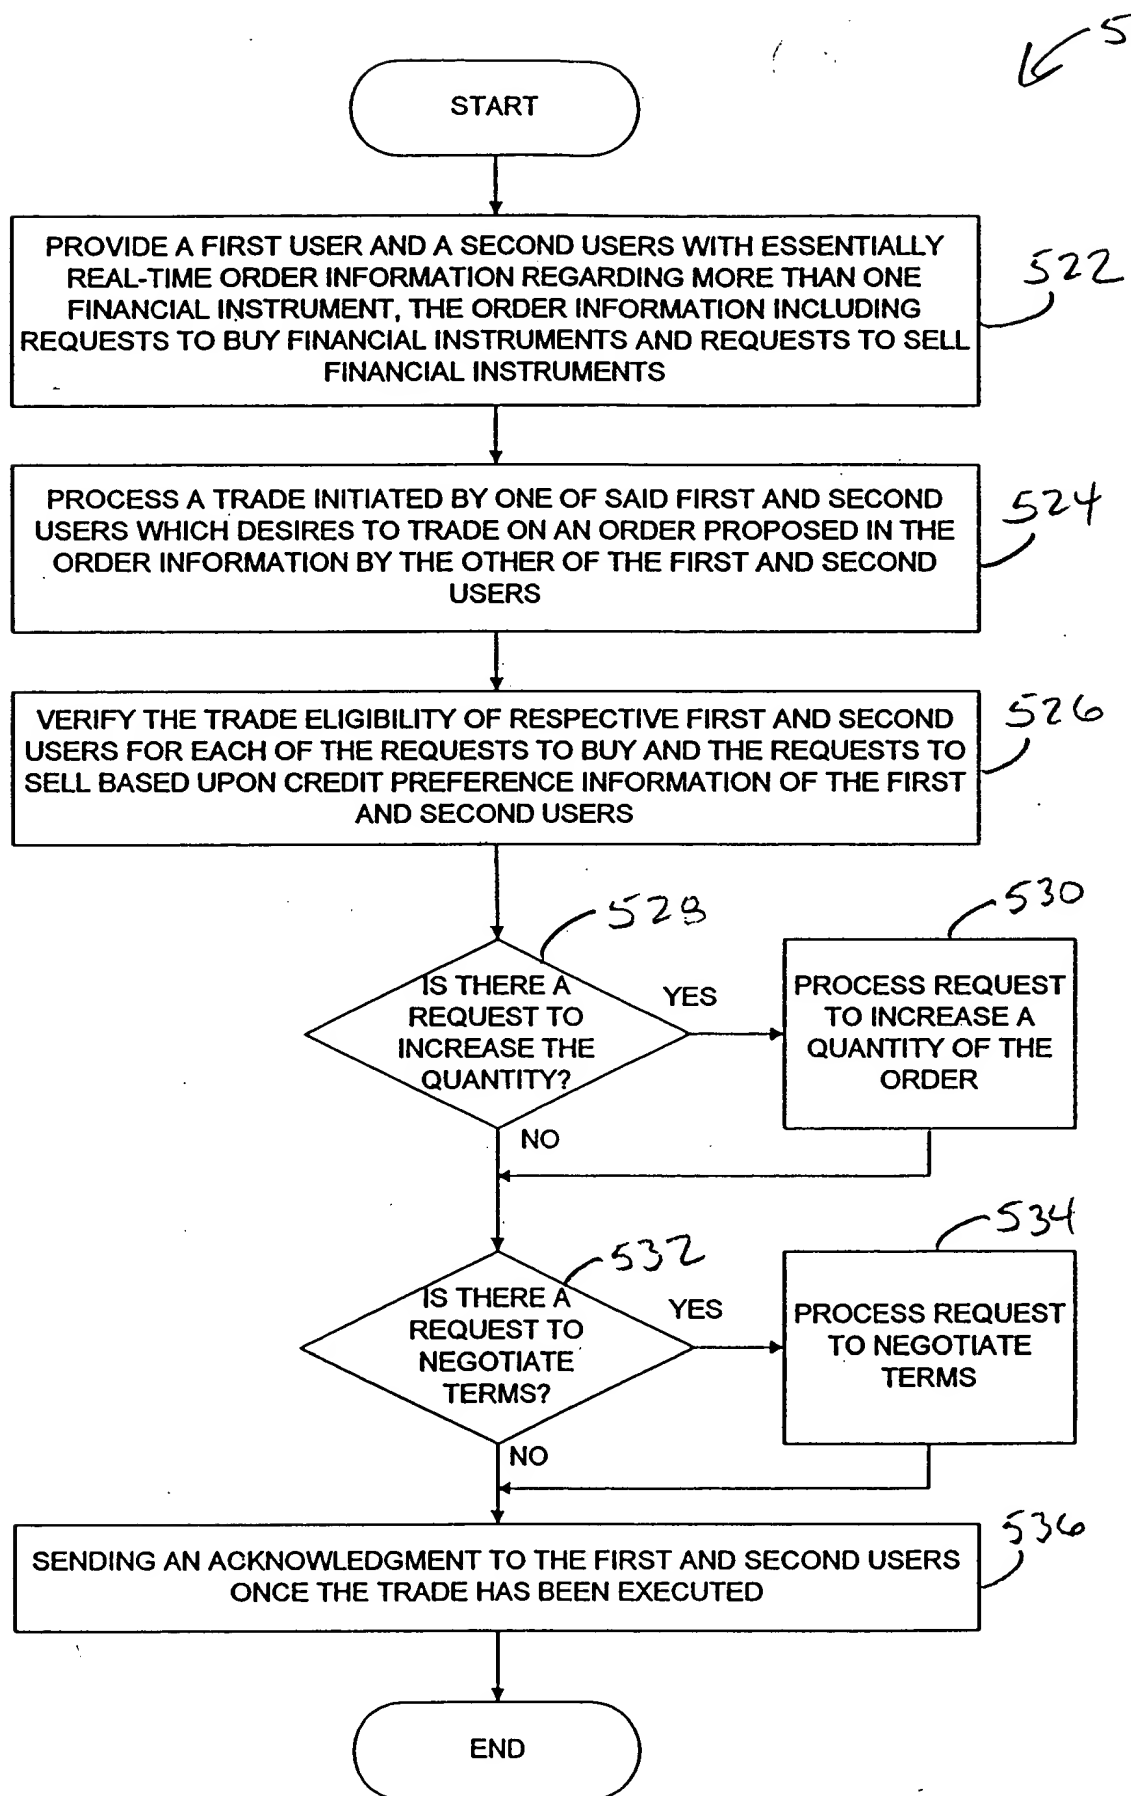 5
START
PROVIDE A FIRST USER AND A SECOND USERS WITH ESSENTIALLY
REAL-TIME ORDER INFORMATION REGARDING MORE THAN ONE
FINANCIAL INSTRUMENT, THE ORDER INFORMATION INCLUDING
REQUESTS TO BUY FINANCIAL INSTRUMENTS AND REQUESTS TO SELL
FINANCIAL INSTRUMENTS
522
PROCESS A TRADE INITIATED BY ONE OF SAID FIRST AND SECOND
USERS WHICH DESIRES TO TRADE ON AN ORDER PROPOSED IN THE
ORDER INFORMATION BY THE OTHER OF THE FIRST AND SECOND
USERS
524
VERIFY THE TRADE ELIGIBILITY OF RESPECTIVE FIRST AND SECOND
USERS FOR EACH OF THE REQUESTS TO BUY AND THE REQUESTS TO
SELL BASED UPON CREDIT PREFERENCE INFORMATION OF THE FIRST
AND SECOND USERS
526
528
IS THERE A
REQUEST TO
INCREASE THE
QUANTITY?
YES
NO
530
PROCESS REQUEST
TO INCREASE A
QUANTITY OF THE
ORDER
532
IS THERE A
REQUEST TO
NEGOTIATE
TERMS?
YES
NO
534
PROCESS REQUEST
TO NEGOTIATE
TERMS
SENDING AN ACKNOWLEDGMENT TO THE FIRST AND SECOND USERS
ONCE THE TRADE HAS BEEN EXECUTED
536
END